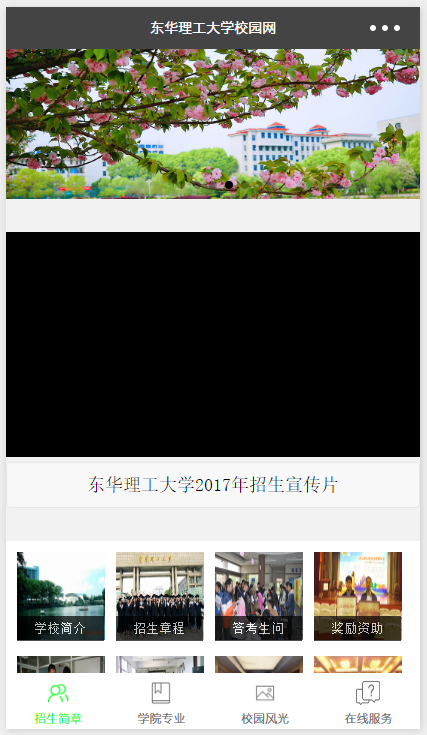 东华理工大学校园网
东华理工大学2017年招生宣传片
学校简介
招生章程
答考生问
奖励资助
招生简章
学院专业
校园风光
在线服务